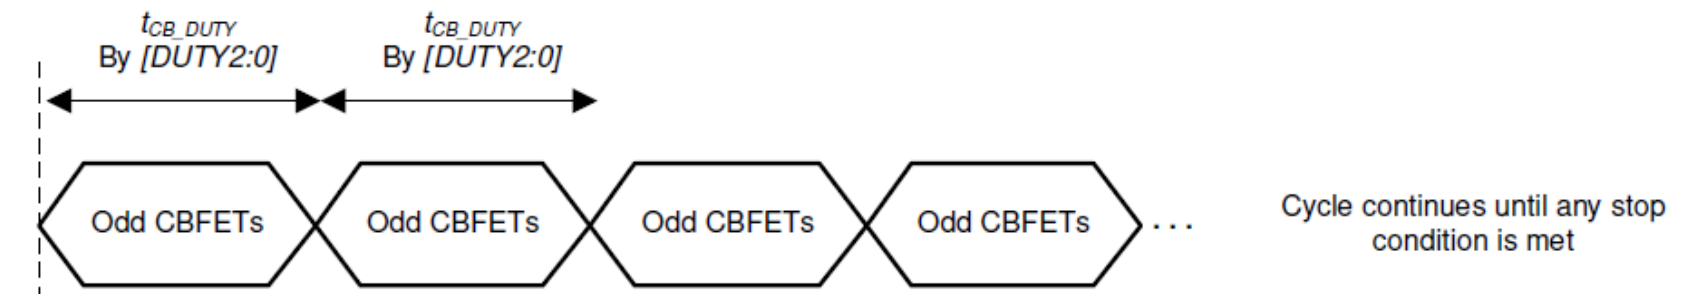 tCB_DUTY tCB_DUTY
By [DUTY2:0] By [DUTY2:0]
Odd CBFETs Odd CBFETs Odd CBFETs Odd CBFETs ...
Cycle continues until any stop
condition is met